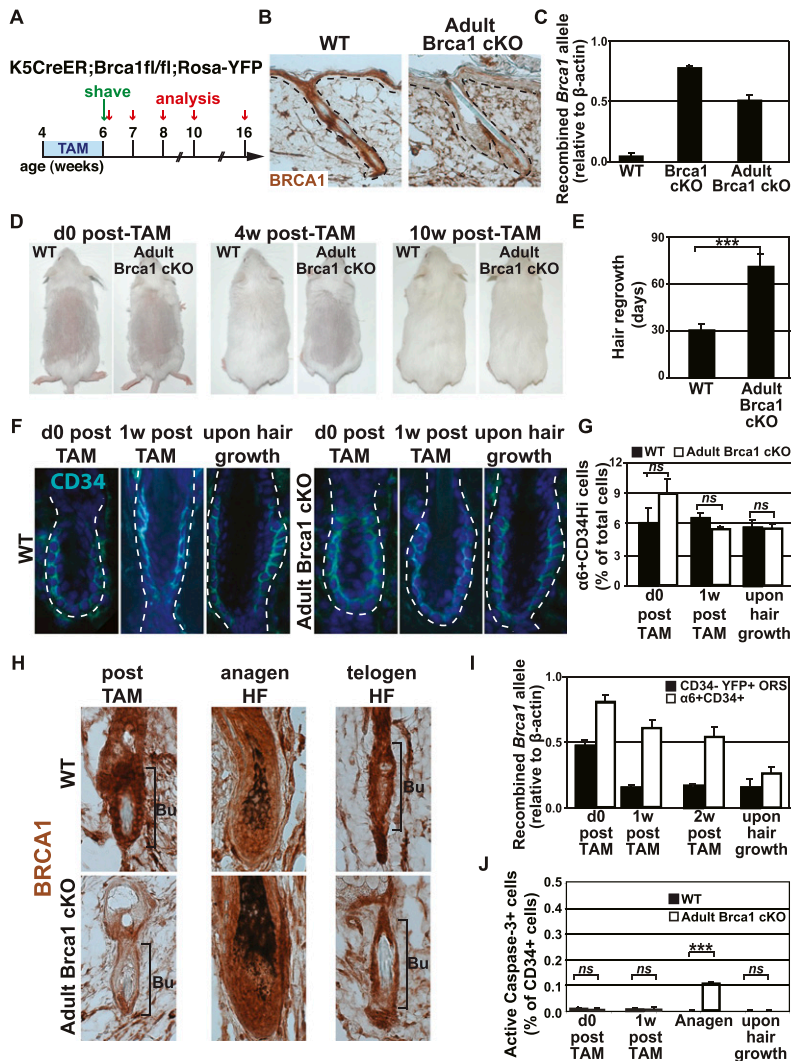 A
K5CreER;Brca1fl/fl;Rosa-YFP
shave
analysis
4
6
7
8
10
16
TAM
age (weeks)
B
WT
Adult
Brca1 cKO
BRCA1
C
Recombined Brca1 allele
(relative to β-actin)
1.0
0.5
0.0
WT
Brca1
cKO
Adult
Brca1 ckO
D
d0 post-TAM
4w post-TAM
10w post-TAM
WT
Adult
Brca1 cKO
WT
Adult
Brca1 cKO
WT
Adult
Brca1 cKO
E
Hair regrowth
(days)
90
60
30
0
***
WT
Adult
Brca1
cKO
F
d0 post
TAM
1w post
TAM
upon hair
growth
d0 post
TAM
1w post
TAM
upon hair
growth
CD34
WT
Adult Brca1 cKO
G
WT
Adult Brca1 cKO
α6+CD34Hi cells
(% of total cells)
12
9
6
3
0
ns
ns
ns
d0
post
TAM
1w
post
TAM
upon
hair
growth
H
post
TAM
anagen
HF
telogen
HF
BRCA1
WT
Adult Brca1 cKO
Bu
Bu
Bu
Bu
I
Recombined Brca1 allele
(relative to β-actin)
1.0
0.5
0.0
CD34- YFP+ ORS
α6+CD34+
d0
post
TAM
1w
post
TAM
2w
post
TAM
upon
hair
growth
J
Active Caspase-3+ cells
(% of CD34+ cells)
0.5
0.4
0.3
0.2
0.1
0.0
WT
Adult Brca1 cKO
ns
ns
***
ns
d0
post
TAM
1w
post
TAM
Anagen
upon
hair
growth